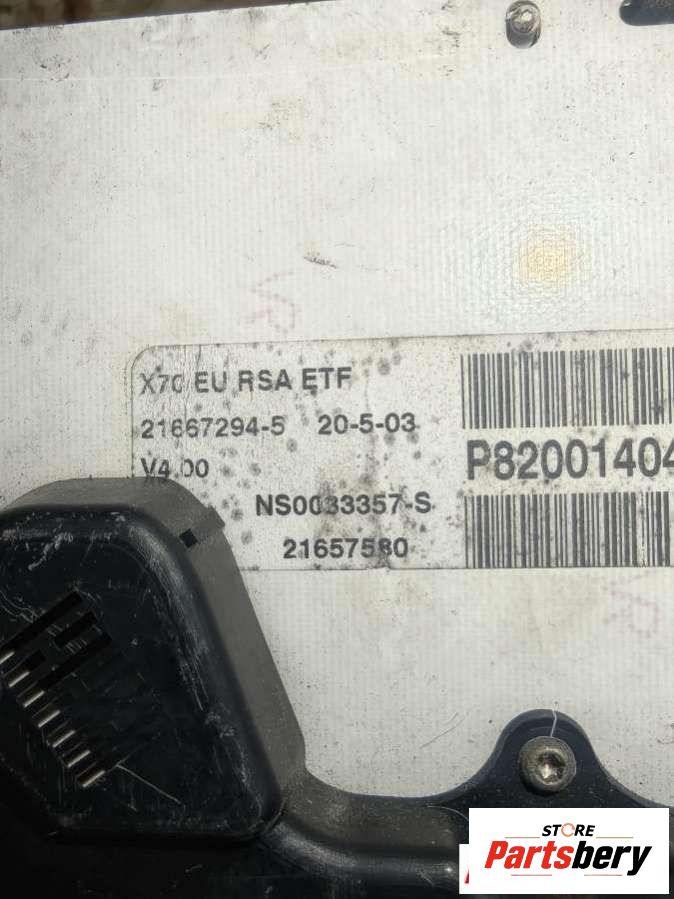 X70 EU RSA ETF
21667294-5 20-5-03
V4.00
P82001404
NS0033357-S
21657580
STORE
Partsbery